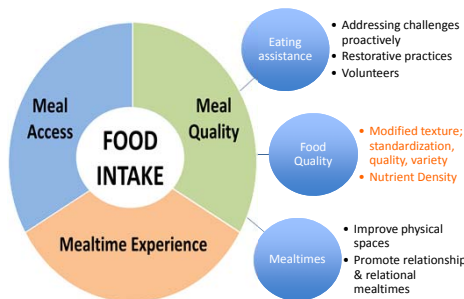 Meal
Access
Meal
Quality
FOOD
INTAKE
Mealtime Experience
Eating
assistance
• Addressing challenges
proactively
• Restorative practices
• Volunteers
Food
Quality
• Modified texture;
standardization,
quality, variety
• Nutrient Density
Mealtimes
• Improve physical
spaces
• Promote relationship
& relational
mealtimes